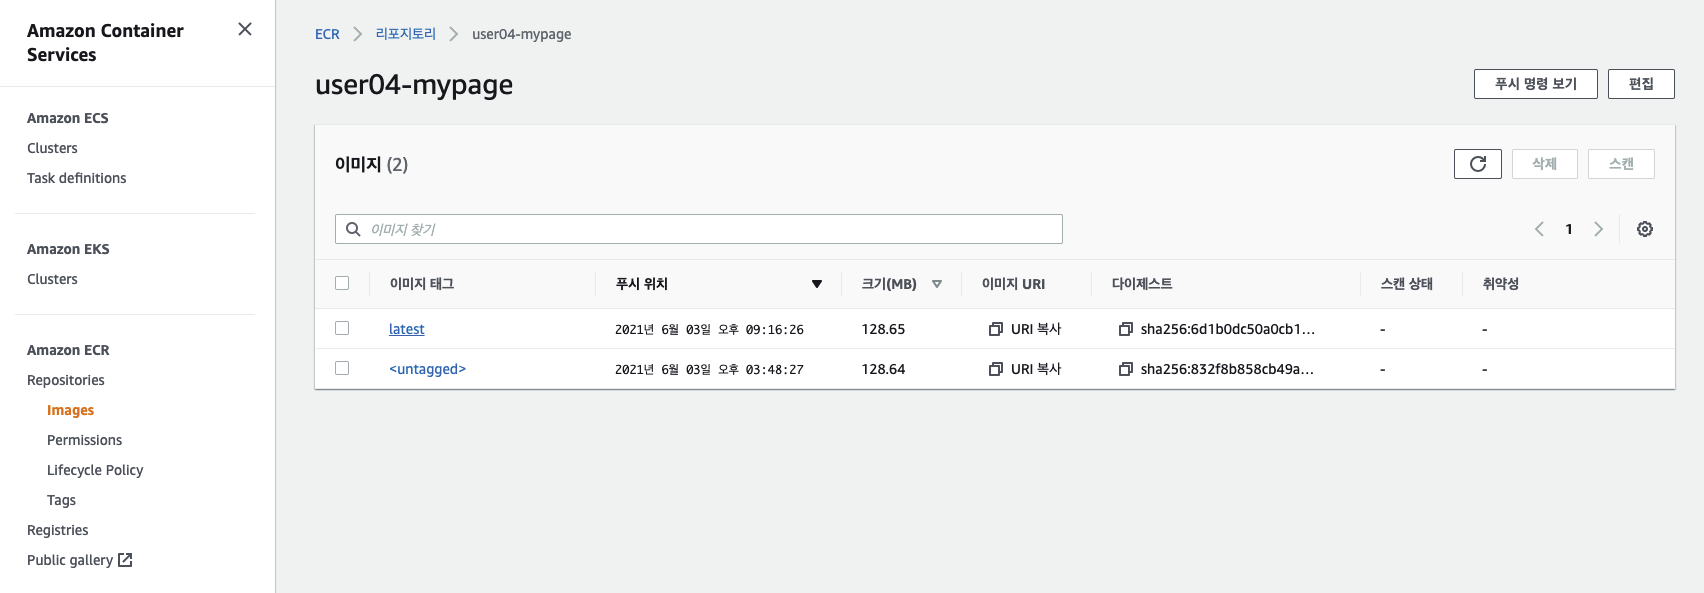 Amazon Container
Services
Amazon ECS
Clusters
Task definitions
Amazon EKS
Clusters
Amazon ECR
Repositories
Images
Permissions
Lifecycle Policy
Tags
Registries
Public gallery
ECR 리포지토리 user04-mypage
user04-mypage 푸시 명령 보기 편집
이미지 (2) 삭제 스캔
이미지 찾기 1
이미지 태그 푸시 위치 크기(MB) 이미지 URI 다이제스트 스캔 상태 취약성
latest 2021년 6월 03일 오후 09:16:26 128.65 URI 복사 sha256:6d1b0dc50a0cb1... - -
<untagged> 2021년 6월 03일 오후 03:48:27 128.64 URI 복사 sha256:832f8b858cb49a... - -